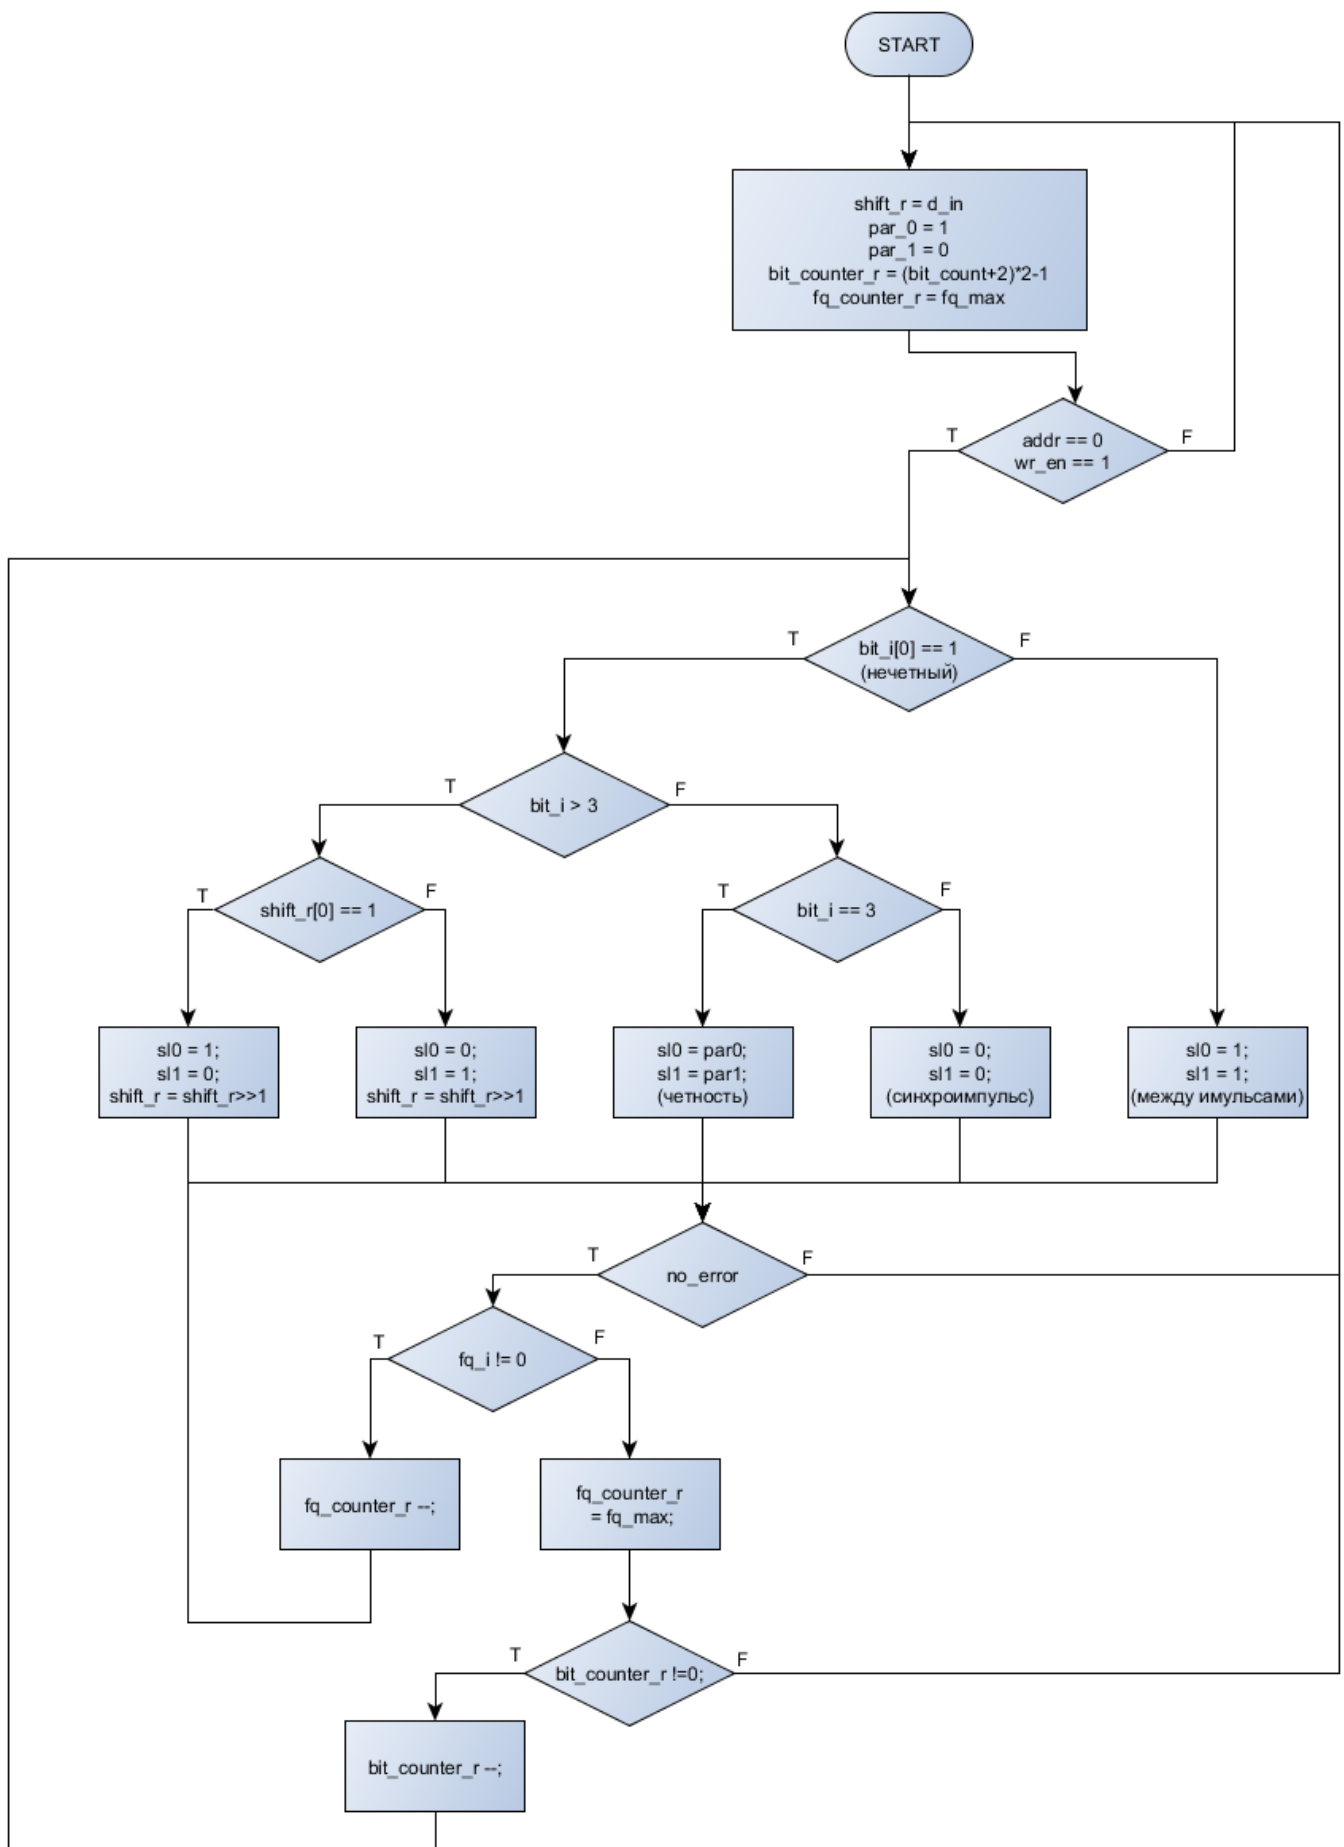 START
shift_r = d_in
par_0 = 1
par_1 = 0
bit_counter_r = (bit_count+2)*2-1
fq_counter_r = fq_max
T
addr == 0
wr_en == 1
F
T
bit_i[0] == 1
(нечетный)
F
T
bit_i > 3
F
T
shift_r[0] == 1
F
T
bit_i == 3
F
sl0 = 1;
sl1 = 0;
shift_r = shift_r>>1
sl0 = 0;
sl1 = 1;
shift_r = shift_r>>1
sl0 = par0;
sl1 = par1;
(четность)
sl0 = 0;
sl1 = 0;
(синхроимпульс)
sl0 = 1;
sl1 = 1;
(между имульсами)
T
no_error
F
T
fq_i != 0
F
fq_counter_r --;
fq_counter_r
= fq_max;
T
bit_counter_r !=0;
F
bit_counter_r --;